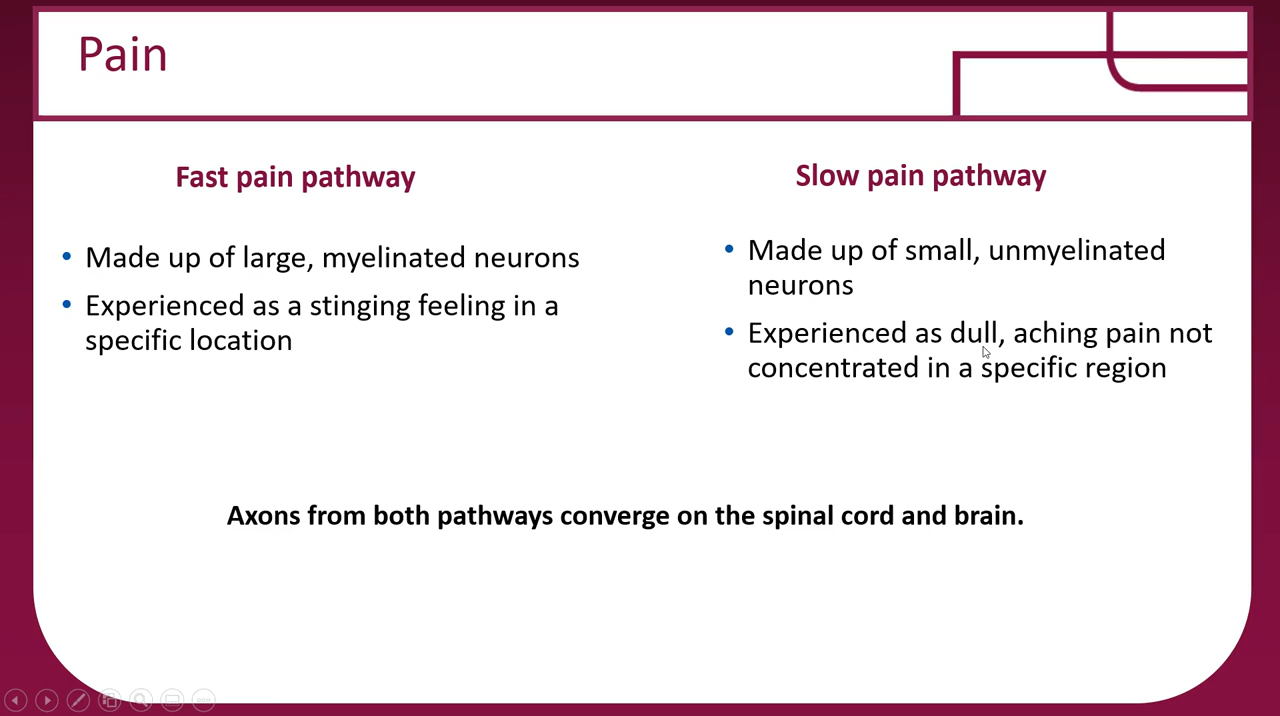 Pain
Fast pain pathway
• Made up of large, myelinated neurons
• Experienced as a stinging feeling in a
specific location
Slow pain pathway
• Made up of small, unmyelinated
neurons
• Experienced as dull, aching pain not
concentrated in a specific region
Axons from both pathways converge on the spinal cord and brain.